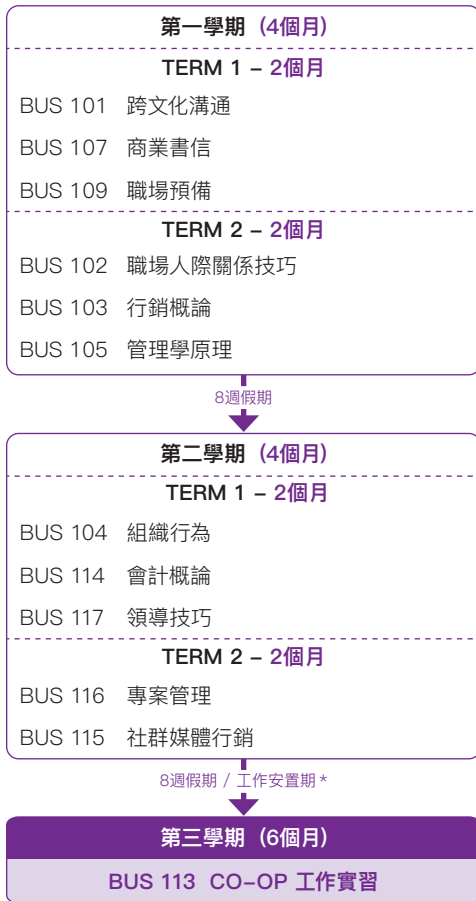 第一學期 (4個月)
TERM 1 – 2個月
BUS 101 跨文化溝通
BUS 107 商業書信
BUS 109 職場預備
TERM 2 – 2個月
BUS 102 職場人際關係技巧
BUS 103 行銷概論
BUS 105 管理學原理
8週假期
第二學期 (4個月)
TERM 1 – 2個月
BUS 104 組織行為
BUS 114 會計概論
BUS 117 領導技巧
TERM 2 – 2個月
BUS 116 專案管理
BUS 115 社群媒體行銷
8週假期 / 工作安置期 *
第三學期 (6個月)
BUS 113 CO–OP 工作實習